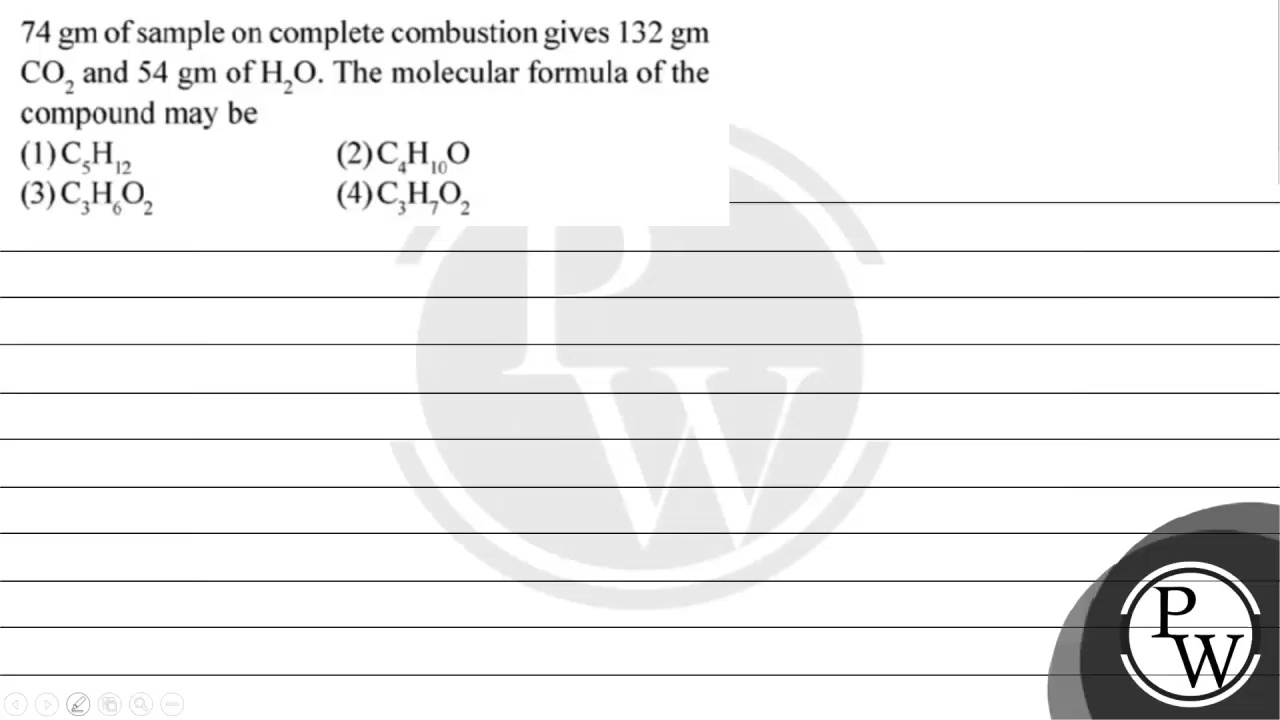 74 gm of sample on complete combustion gives 132 gm
CO₂ and 54 gm of H₂O. The molecular formula of the
compound may be
(1) C₅H₁₂ (2) C₄H₁₀O
(3) C₃H₆O₂ (4) C₃H₇O₂
P
W
P
W